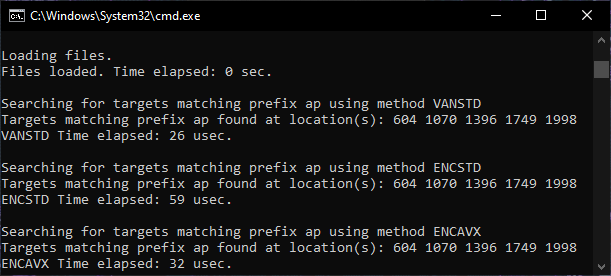 C:\Windows\System32\cmd.exe
Loading files.
Files loaded. Time elapsed: 0 sec.
Searching for targets matching prefix ap using method VANSTD
Targets matching prefix ap found at location(s): 604 1070 1396 1749 1998
VANSTD Time elapsed: 26 usec.
Searching for targets matching prefix ap using method ENCSTD
Targets matching prefix ap found at location(s): 604 1070 1396 1749 1998
ENCSTD Time elapsed: 59 usec.
Searching for targets matching prefix ap using method ENCAVX
Targets matching prefix ap found at location(s): 604 1070 1396 1749 1998
ENCAVX Time elapsed: 32 usec.